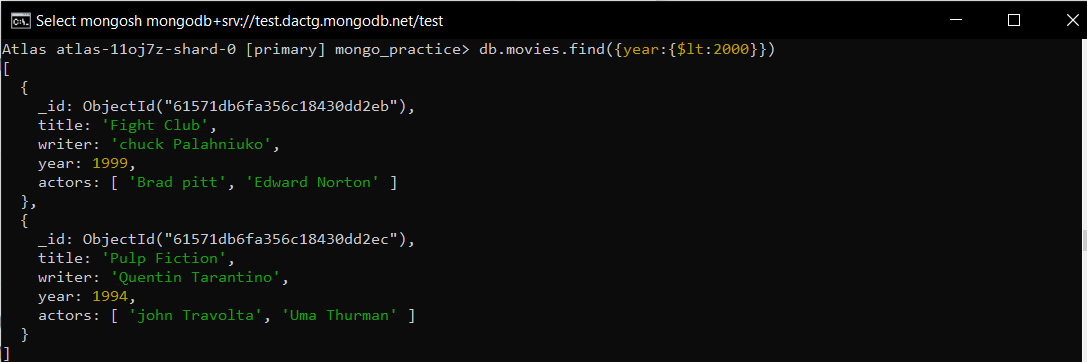 Select mongosh mongodb+srv://test.dactg.mongodb.net/test
Atlas atlas-11oj7z-shard-0 [primary] mongo_practice> db.movies.find({year:{$lt:2000}})
[
  {
    _id: ObjectId("61571db6fa356c18430dd2eb"),
    title: 'Fight Club',
    writer: 'chuck Palahniuko',
    year: 1999,
    actors: [ 'Brad pitt', 'Edward Norton' ]
  },
  {
    _id: ObjectId("61571db6fa356c18430dd2ec"),
    title: 'Pulp Fiction',
    writer: 'Quentin Tarantino',
    year: 1994,
    actors: [ 'john Travolta', 'Uma Thurman' ]
  }
]